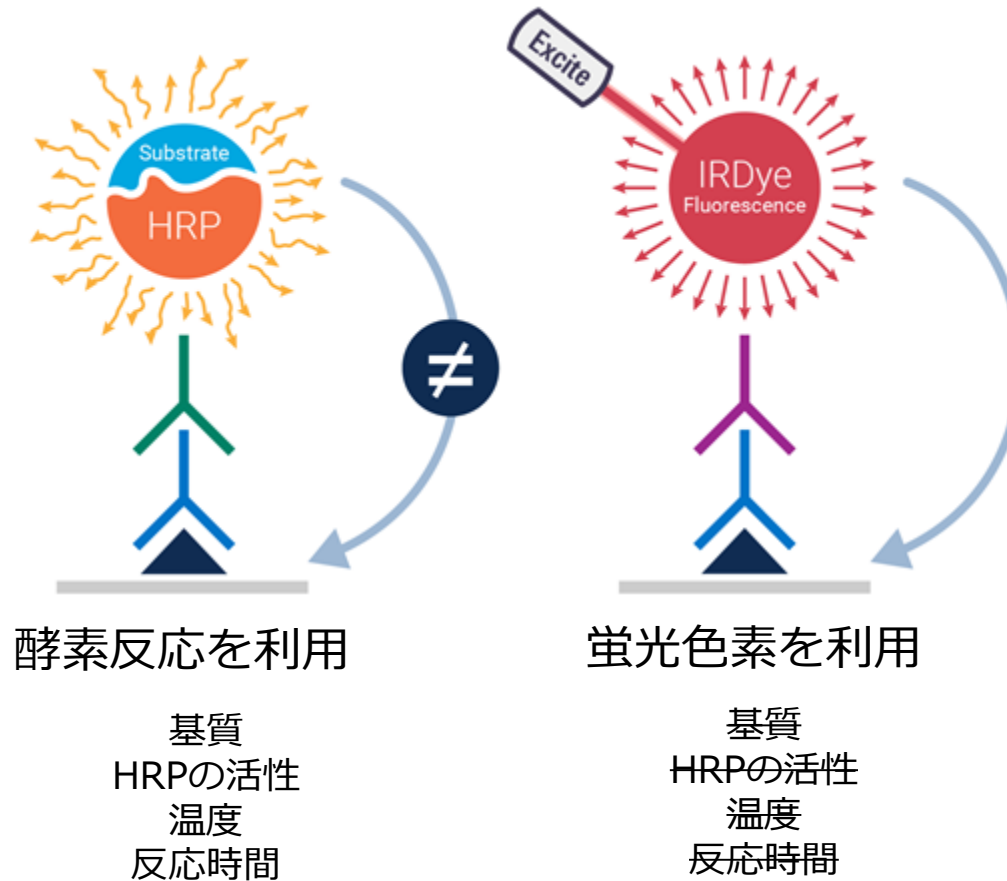 Excite
Substrate
HRP
IRDye
Fluorescence
≠
酵素反応を利用
蛍光色素を利用
基質
HRPの活性
温度
反応時間
基質
HRPの活性
温度
反応時間